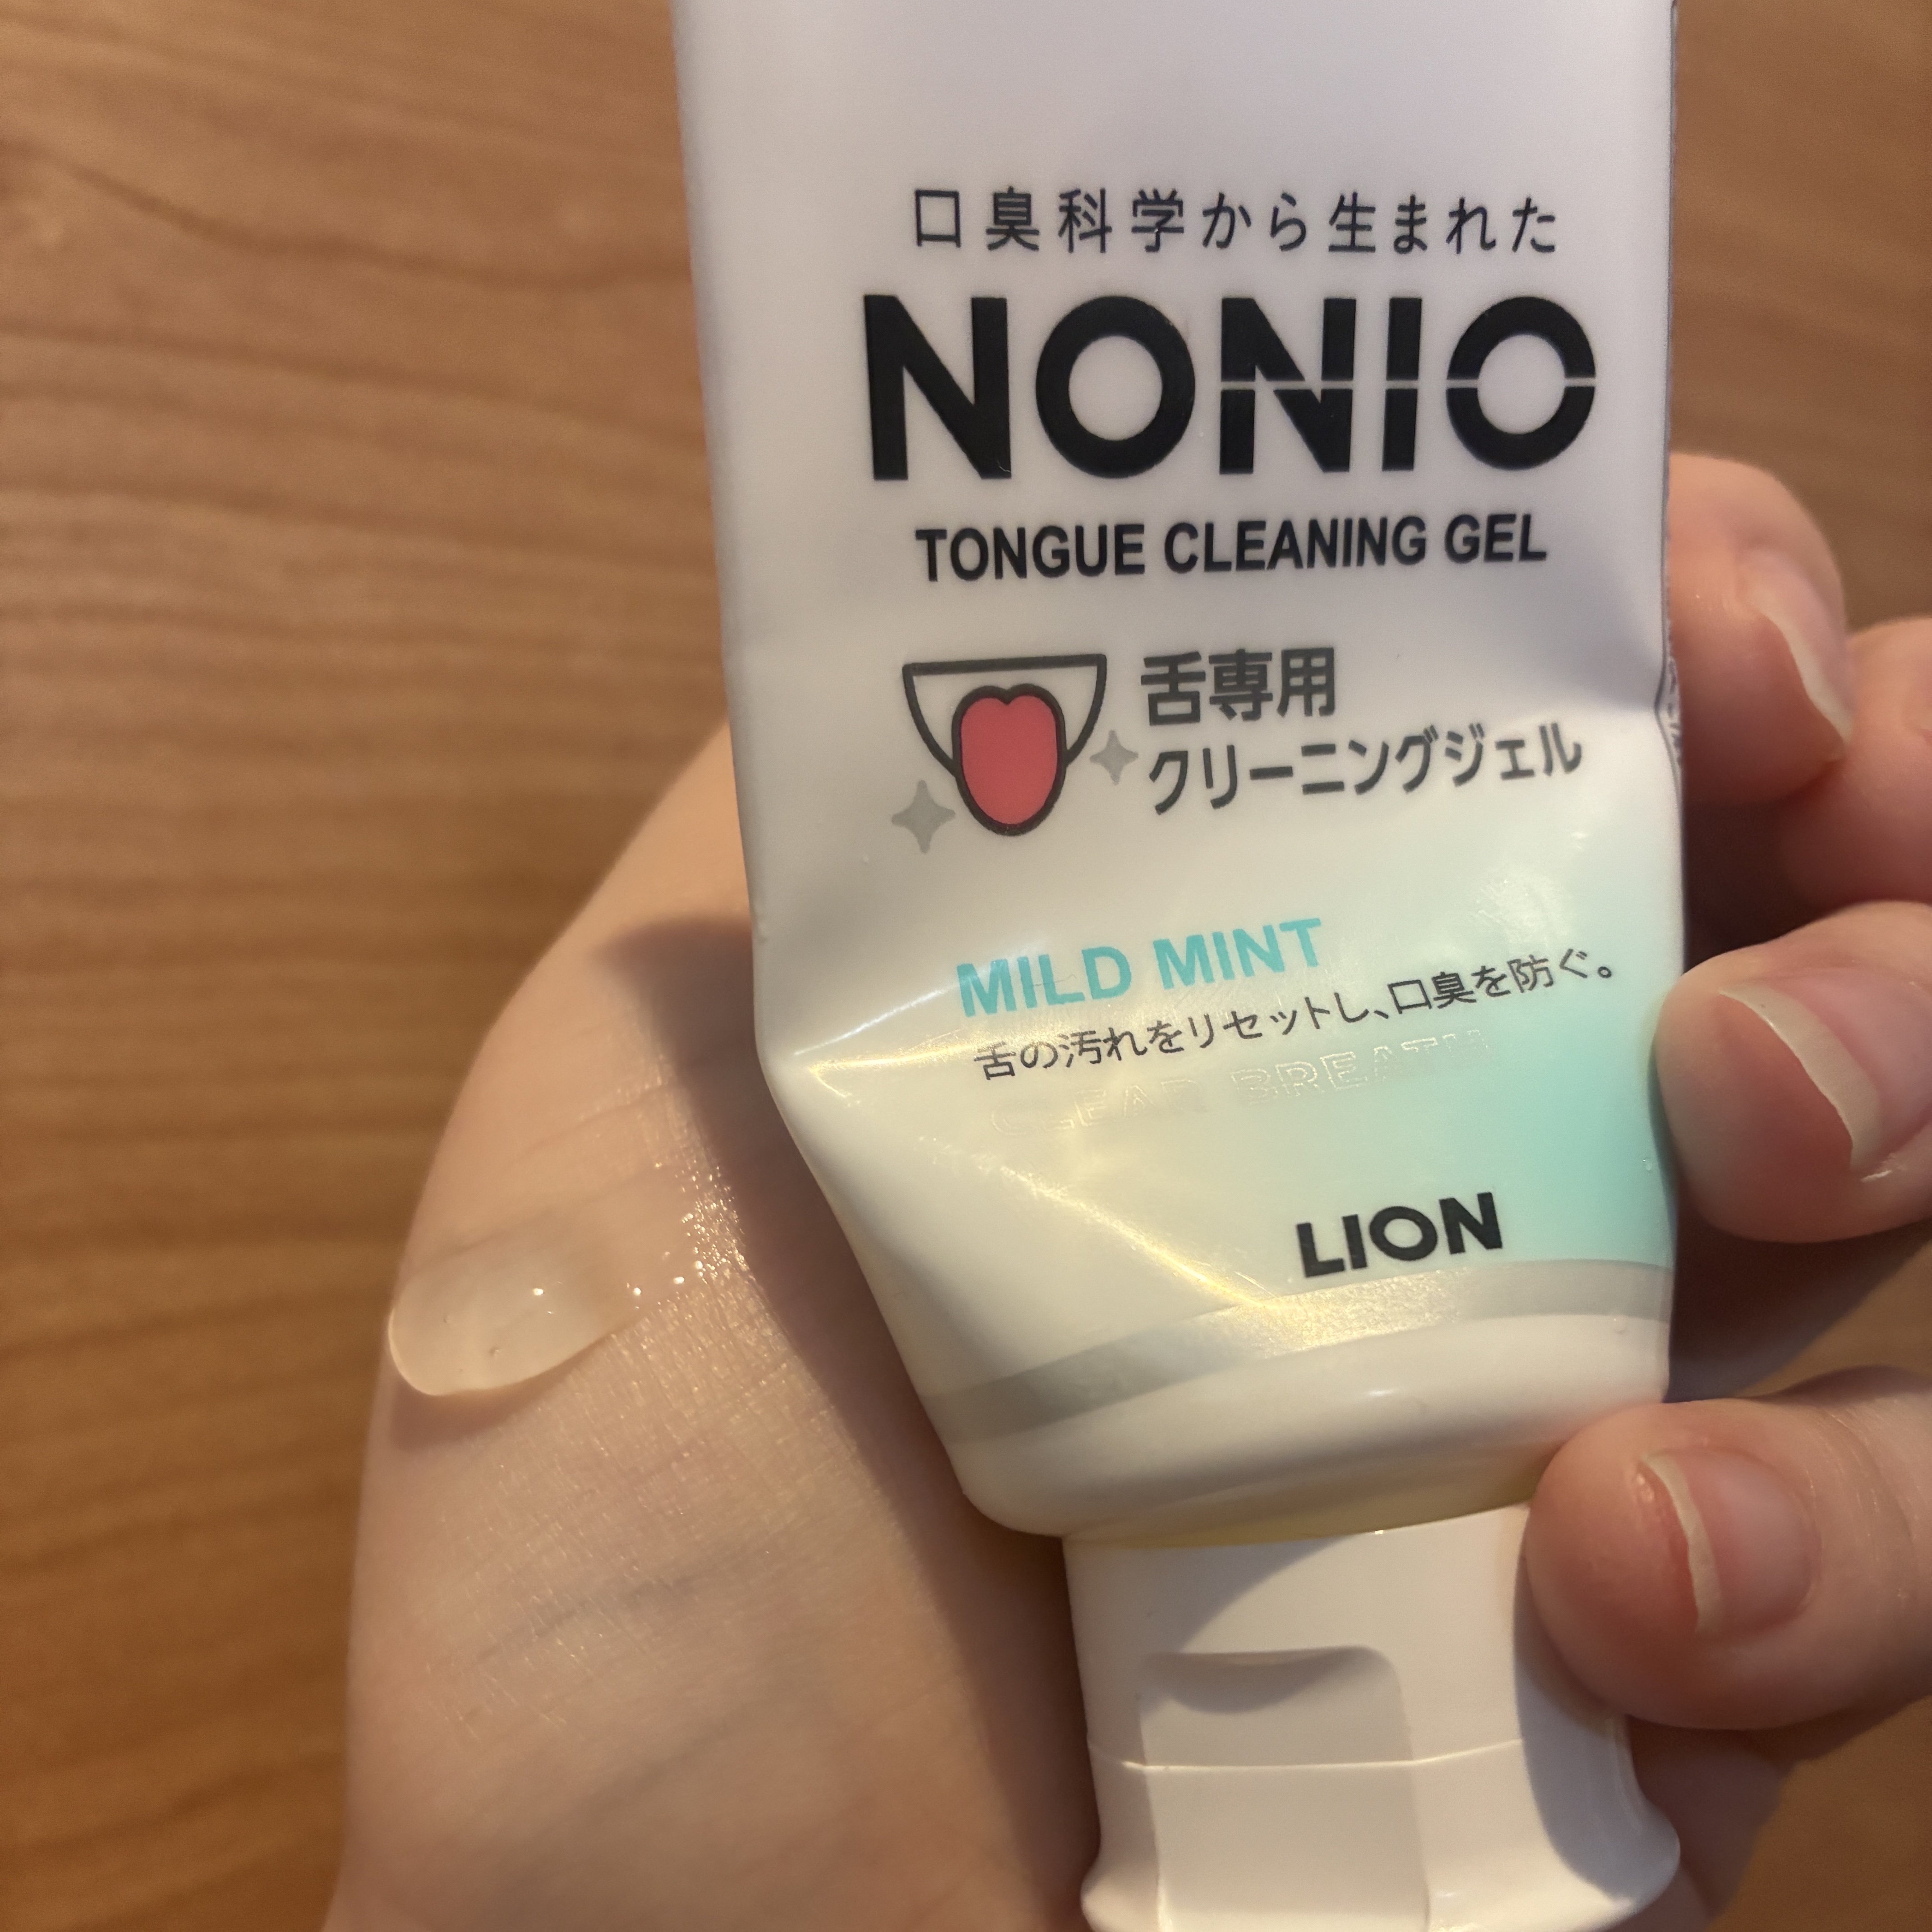 口臭科学から生まれた
NONIO
TONGUE CLEANING GEL
舌専用
クリーニングジェル
MILD MINT
舌の汚れをリセットし、口臭を防ぐ。
CLEAR BREATH
LION